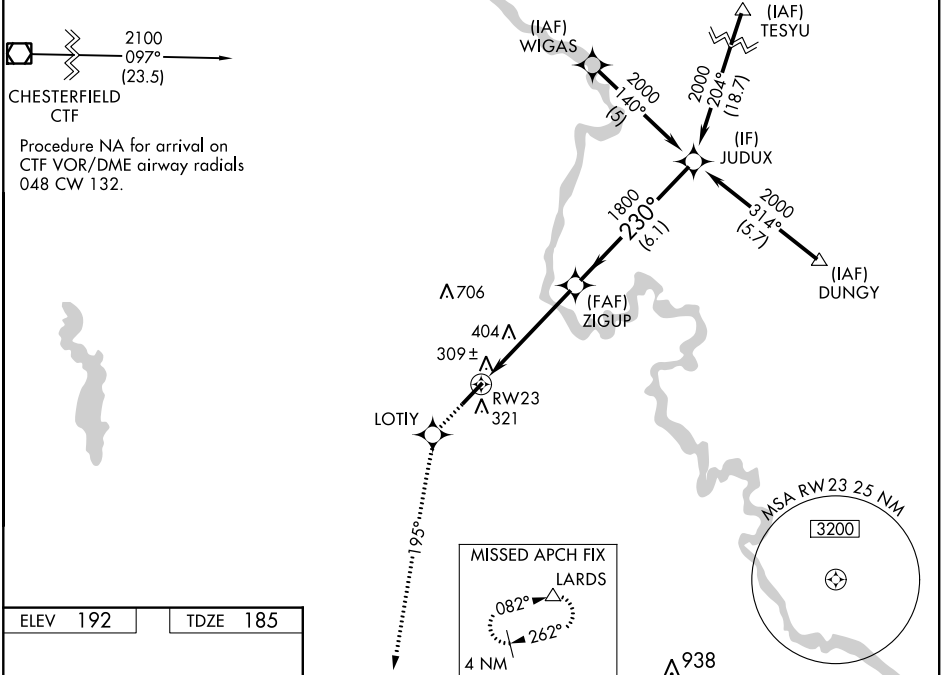 2100
097°
(23.5)
CHESTERFIELD
CTF
Procedure NA for arrival on
CTF VOR/DME airway radials
048 CW 132.
(IAF)
WIGAS
(IAF)
TESYU
2000
140°
(5)
2000
204°
(18.7)
(IF)
JUDUX
2000
314°
(5.7)
(IAF)
DUNGY
1800
230°
(6.1)
(FAF)
ZIGUP
706
404
309±
RW23
321
LOTIY
195°
MSA RW23 25 NM
3200
MISSED APCH FIX
LARDS
082°
262°
4 NM
938
ELEV 192
TDZE 185